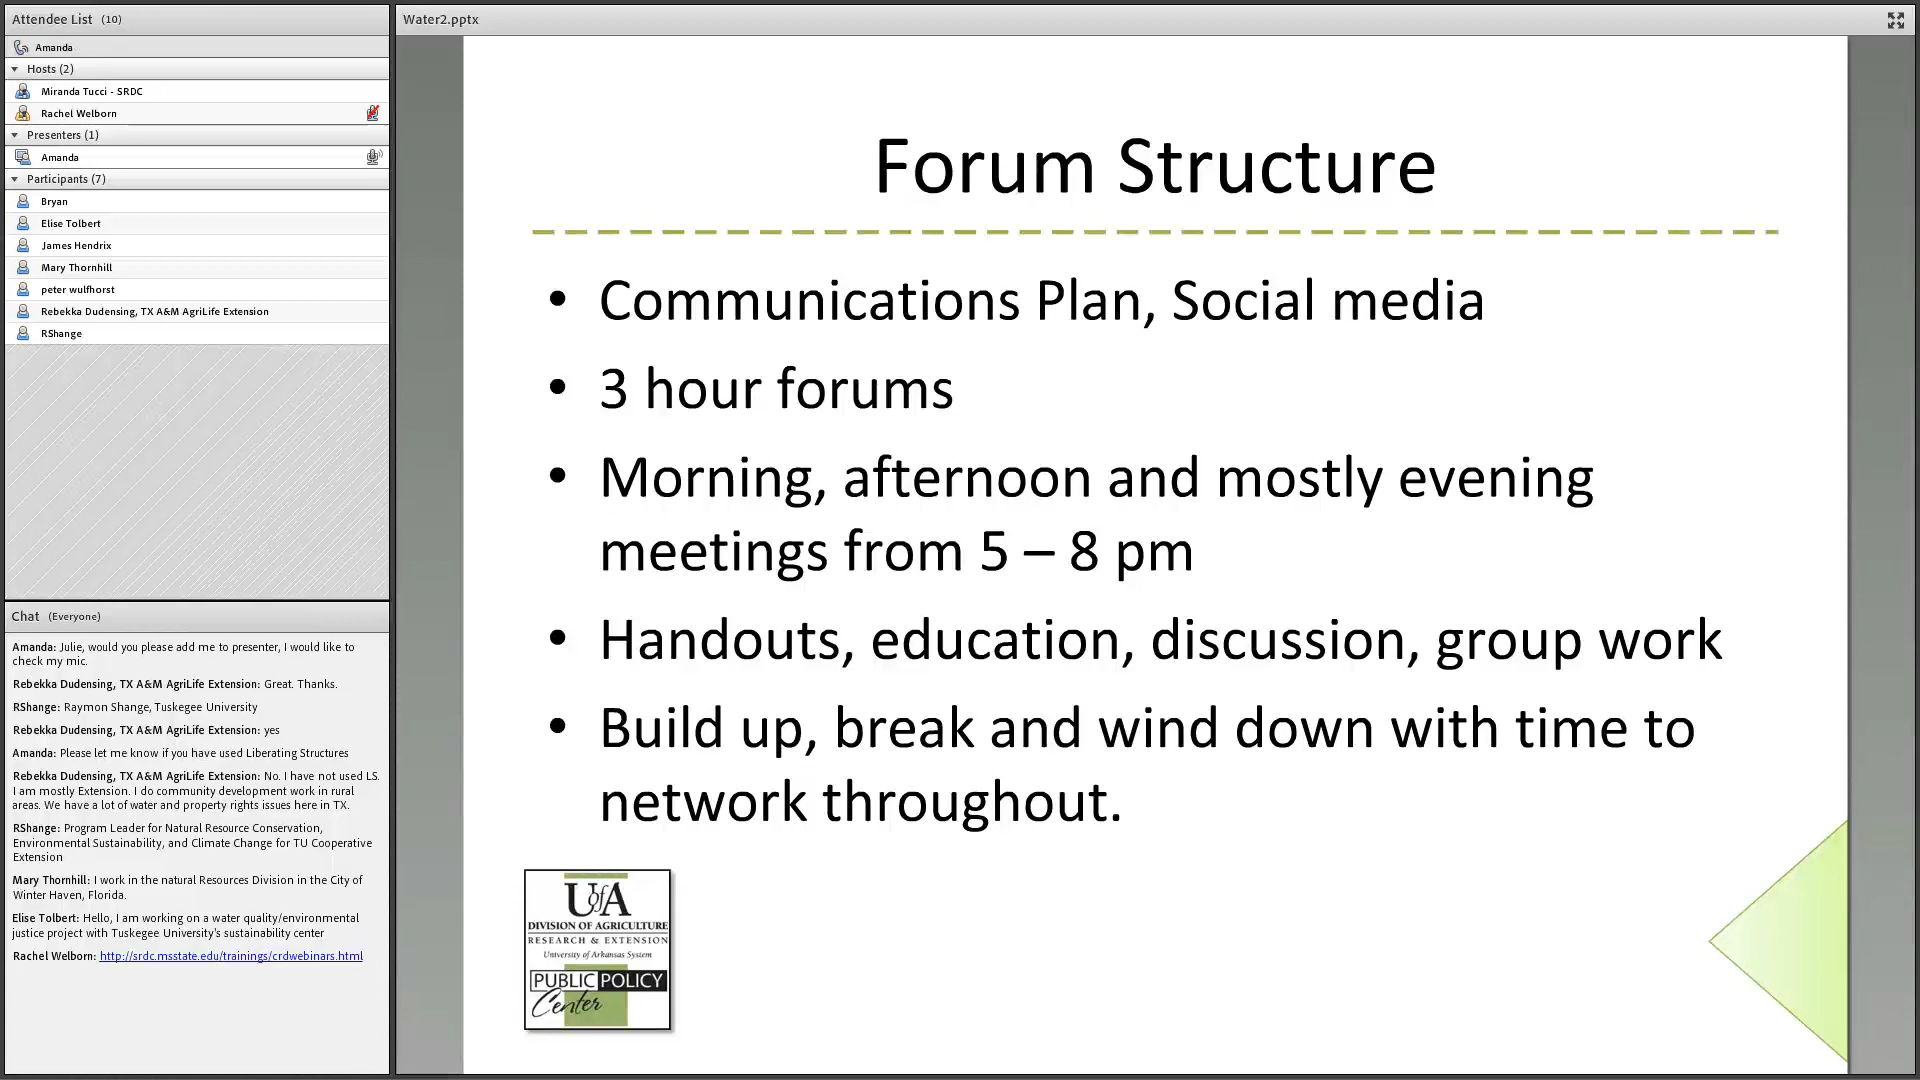 Attendee List (10)
Amanda
Hosts (2)
Miranda Tucci - SRDC
Rachel Welborn
Presenters (1)
Amanda
Participants (7)
Bryan
Elise Tolbert
James Hendrix
Mary Thornhill
peter wulfhorst
Rebekka Dudensing, TX A&M AgriLife Extension
RShange
Chat (Everyone)
Amanda: Julie, would you please add me to presenter, I would like to
check my mic.
Rebekka Dudensing, TX A&M AgriLife Extension: Great. Thanks.
RShange: Raymon Shange, Tuskegee University
Rebekka Dudensing, TX A&M AgriLife Extension: yes
Amanda: Please let me know if you have used Liberating Structures
Rebekka Dudensing, TX A&M AgriLife Extension: No. I have not used LS.
I am mostly Extension. I do community development work in rural
areas. We have a lot of water and property rights issues here in TX.
RShange: Program Leader for Natural Resource Conservation,
Environmental Sustainability, and Climate Change for TU Cooperative
Extension
Mary Thornhill: I work in the natural Resources Division in the City of
Winter Haven, Florida.
Elise Tolbert: Hello, I am working on a water quality/environmental
justice project with Tuskegee University's sustainability center
Rachel Welborn: http://srdc.msstate.edu/trainings/crdwebinars.html
Water2.pptx
Forum Structure
• Communications Plan, Social media
• 3 hour forums
• Morning, afternoon and mostly evening
meetings from 5 – 8 pm
• Handouts, education, discussion, group work
• Build up, break and wind down with time to
network throughout.
UofA
DIVISION OF AGRICULTURE
RESEARCH & EXTENSION
University of Arkansas System
PUBLIC POLICY
Center